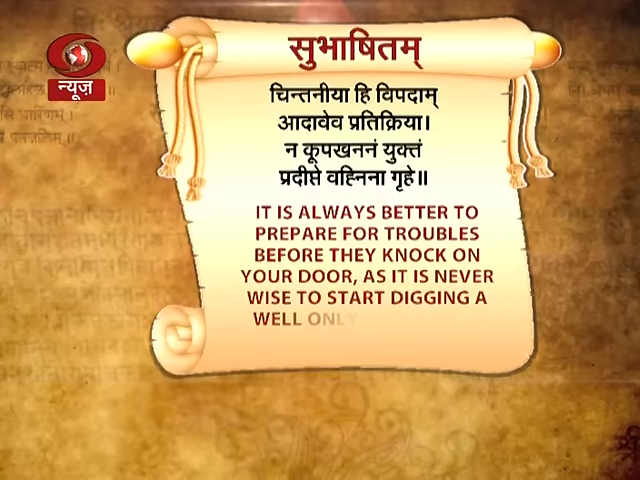 न्यूज़
सुभाषितम्
चिन्तनीया हि विपदाम्
आदावेव प्रतिक्रिया।
न कूपखननं युक्तं
प्रदीप्ते वह्निना गृहे॥
IT IS ALWAYS BETTER TO
PREPARE FOR TROUBLES
BEFORE THEY KNOCK ON
YOUR DOOR, AS IT IS NEVER
WISE TO START DIGGING A
WELL ONLY